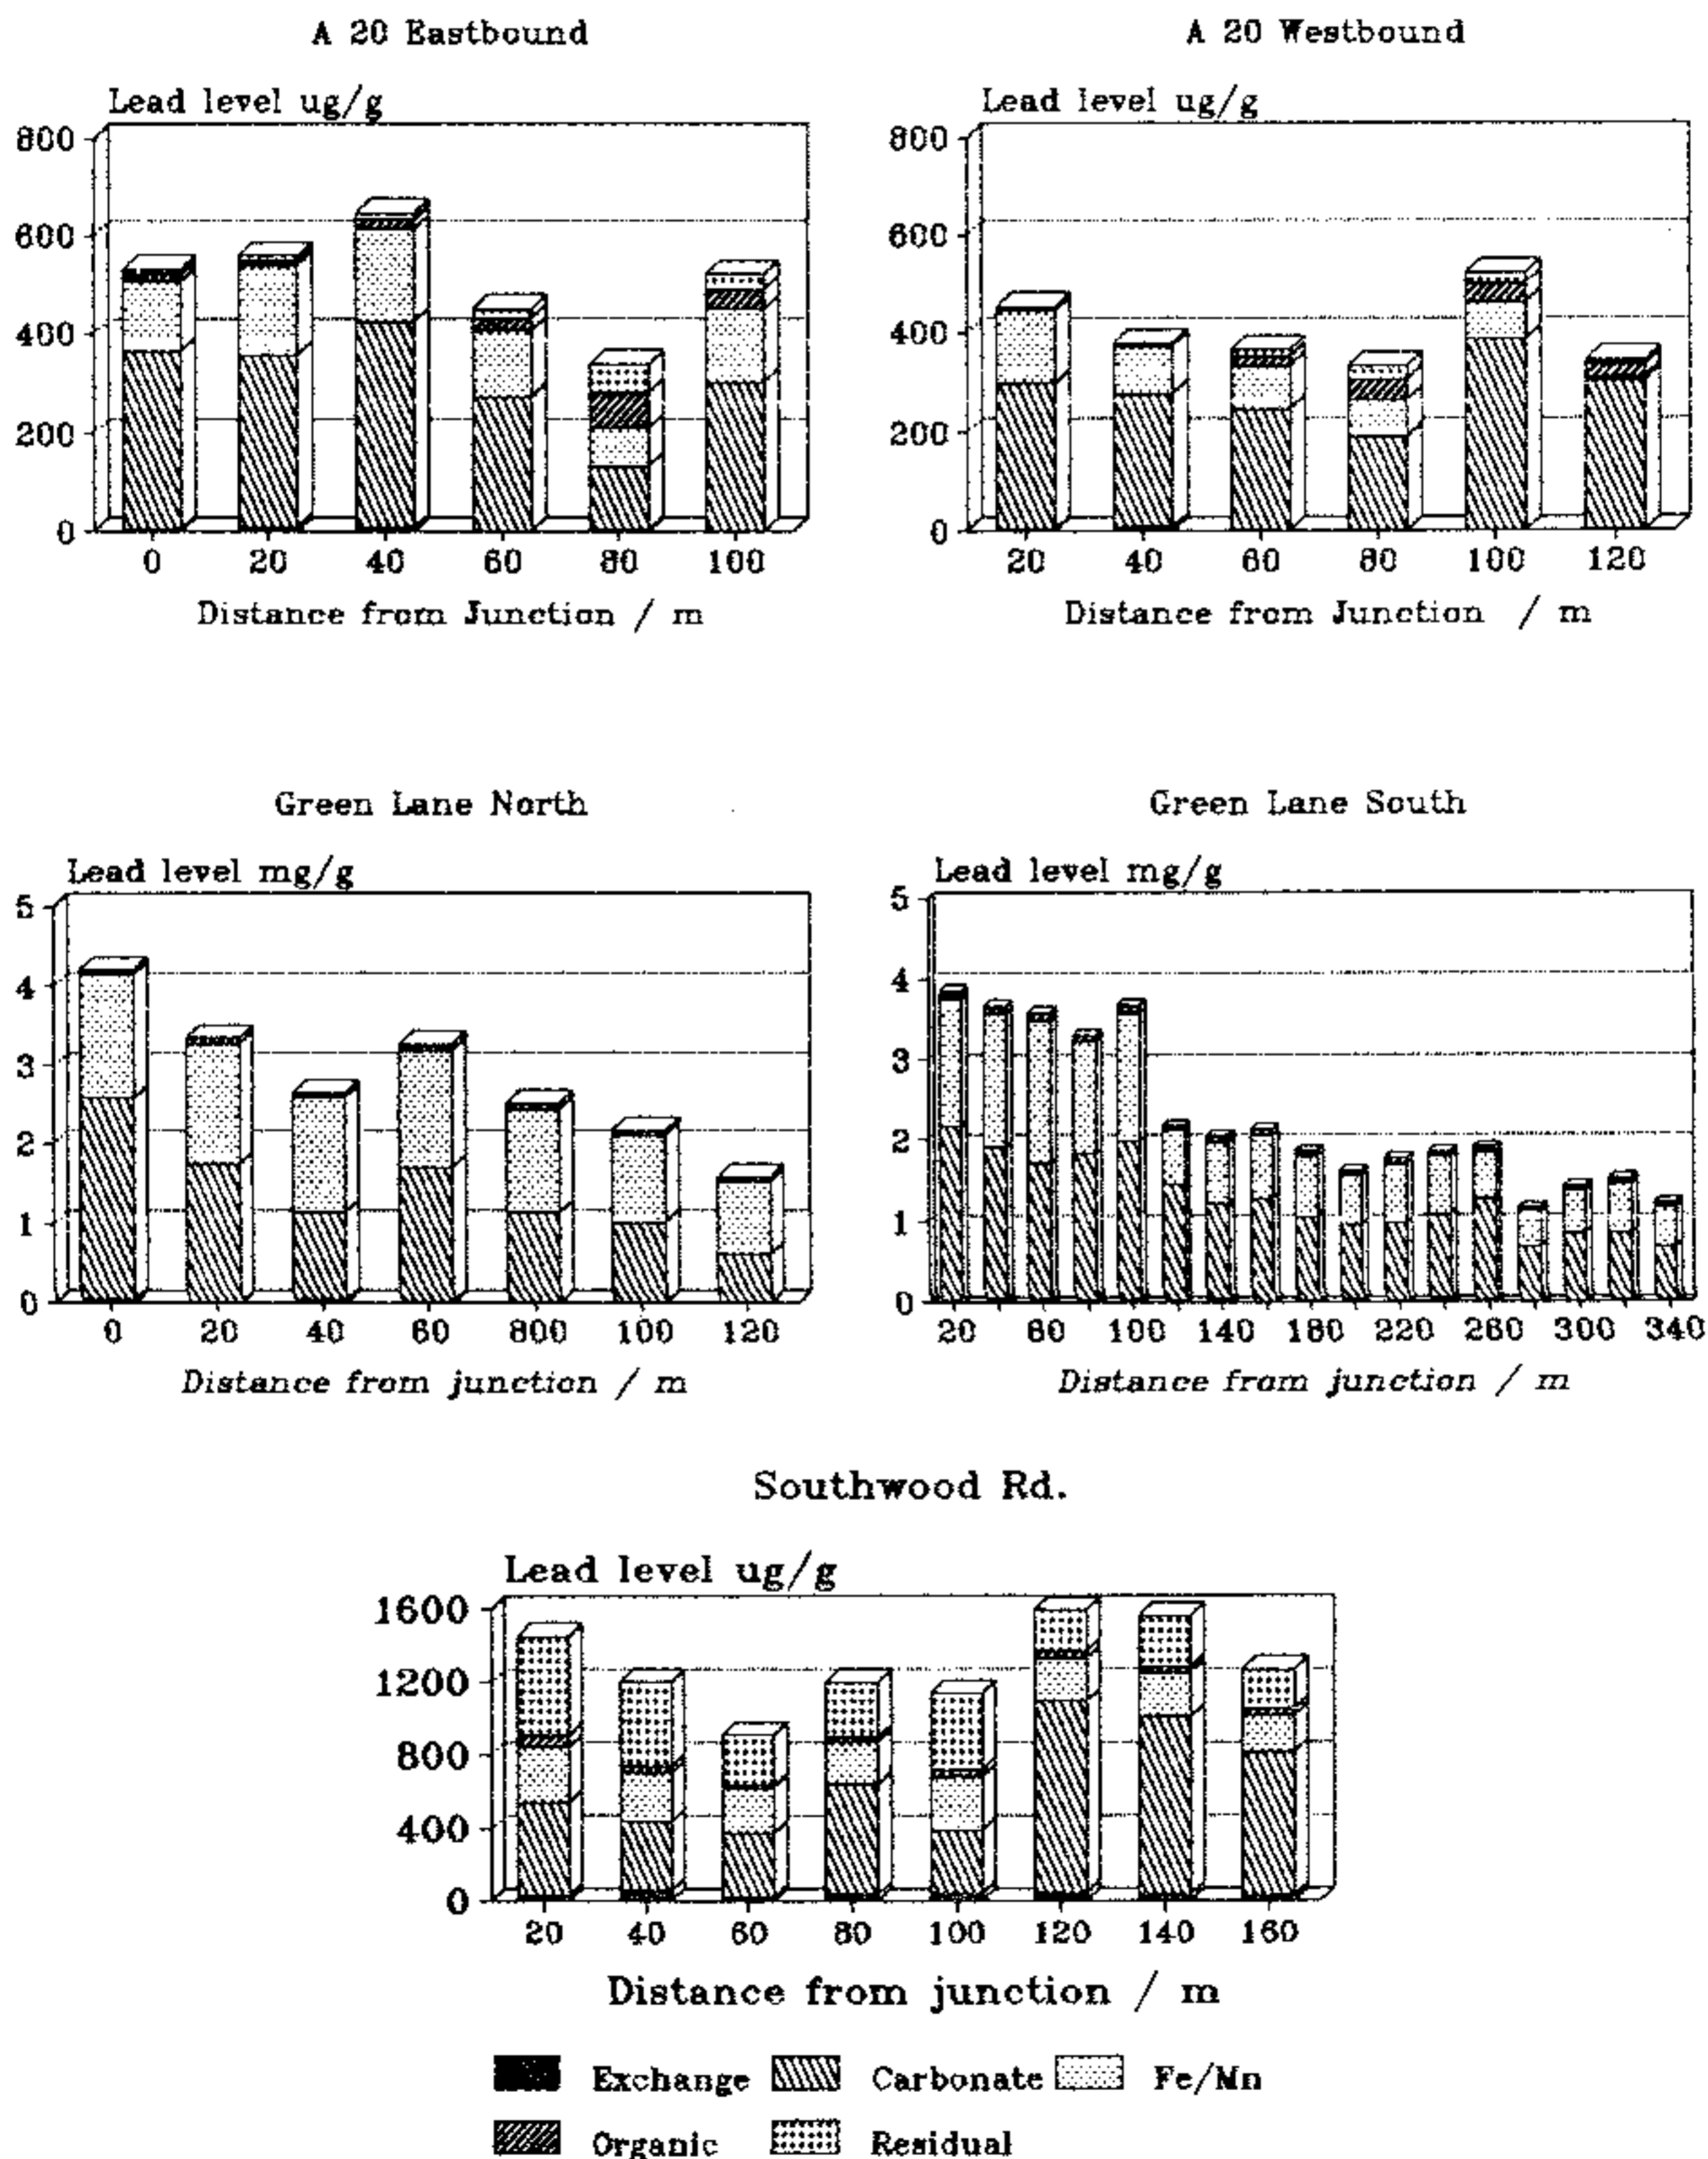 A 20 Eastbound
Lead level ug/g
800
600
400
200
0
0 20 40 60 80 100
Distance from Junction / m
A 20 Westbound
Lead level ug/g
800
600
400
200
0
20 40 60 80 100 120
Distance from Junction / m
Green Lane North
Lead level mg/g
5
4
3
2
1
0
0 20 40 60 800 100 120
Distance from junction / m
Green Lane South
Lead level mg/g
5
4
3
2
1
0
20 60 100 140 180 220 260 300 340
Distance from junction / m
Southwood Rd.
Lead level ug/g
1600
1200
800
400
0
20 40 60 80 100 120 140 160
Distance from junction / m
Exchange Carbonate Fe/Mn
Organic Residual